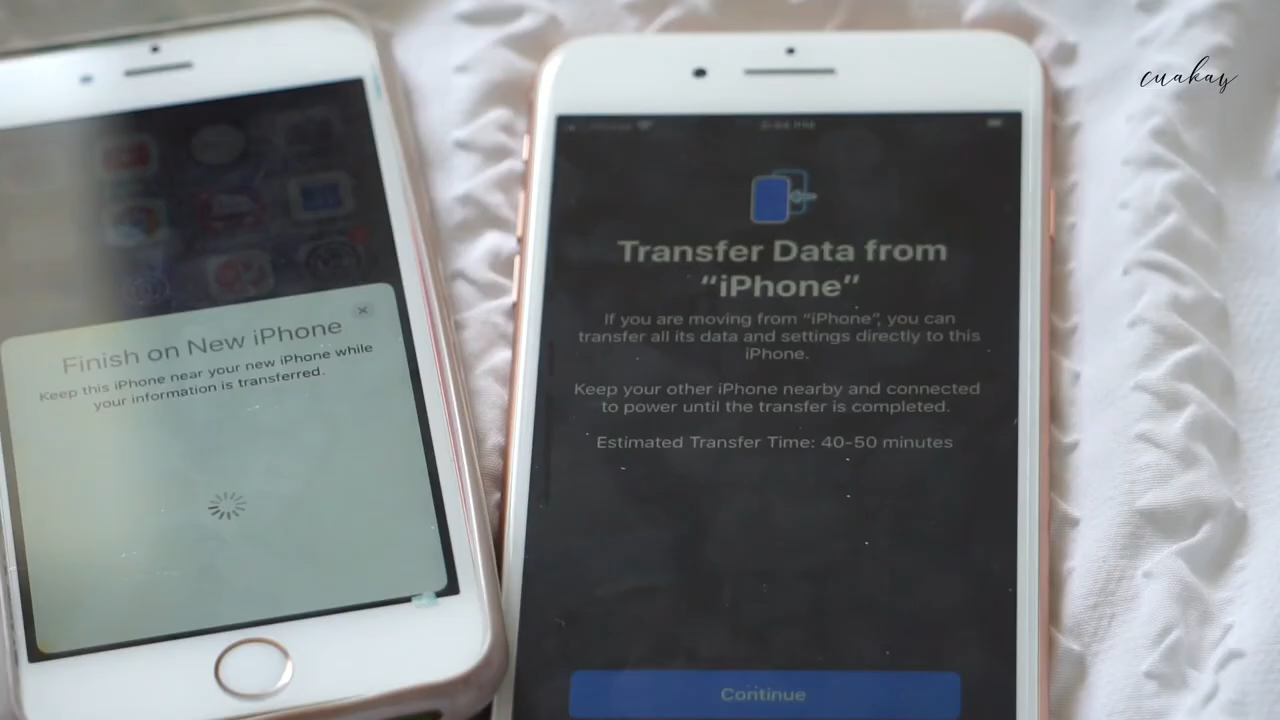 cuakay
Finish on New iPhone
Keep this iPhone near your new iPhone while
your information is transferred.
Transfer Data from
“iPhone”
If you are moving from “iPhone”, you can
transfer all its data and settings directly to this
iPhone.
Keep your other iPhone nearby and connected
to power until the transfer is completed.
Estimated Transfer Time: 40-50 minutes
Continue